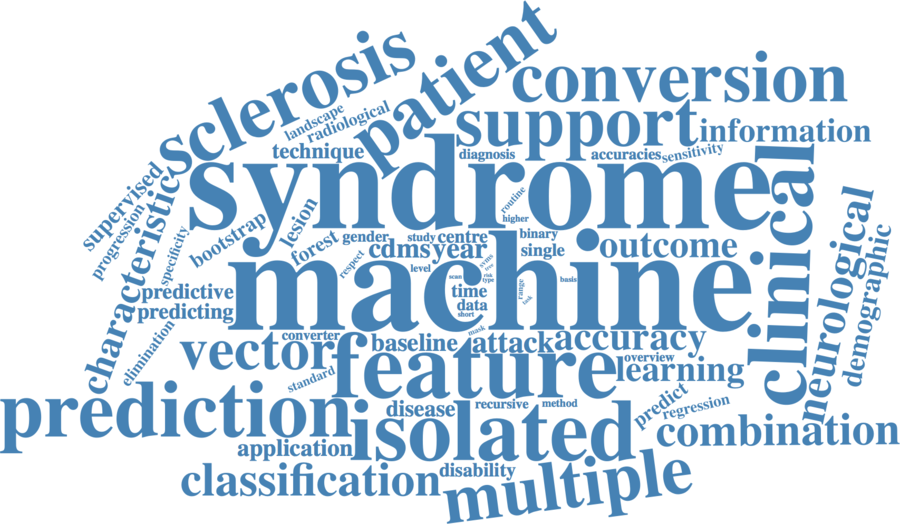 patient
sclerosis
conversion
landscape
radiological
support
information
technique
diagnosis
accuracies
sensitivity
syndrome
clinical
supervised
characteristic
progression
specificity
bootstrap
lesion
forest
gender
study
centre
routine
higher
binary
single
outcome
neurological
demographic
cdms
year
respect
level
svms
scan
risk
type
range
basis
machine
predictive
predicting
time
data
short
elimination
converter
baseline
mask
attack
accuracy
vector
feature
overview
learning
standard
prediction
disease
recursive
method
predict
regression
isolated
combination
application
classification
disability
multiple